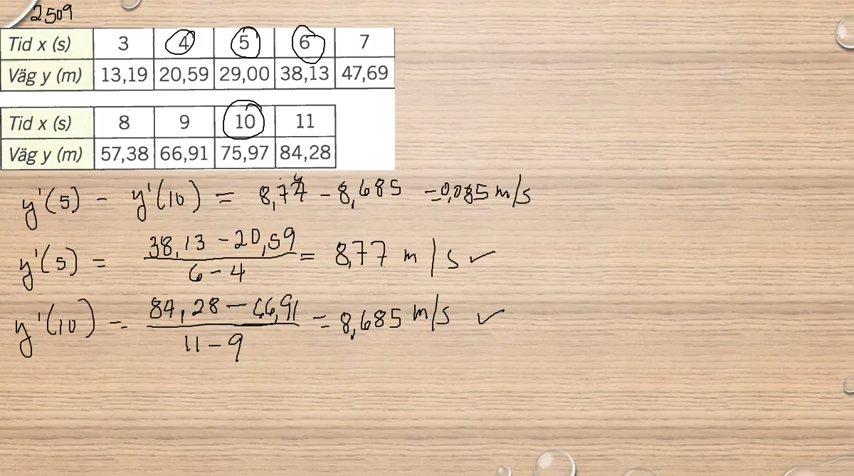 2509
Tid x (s) 3 4 5 6 7
Väg y (m) 13,19 20,59 29,00 38,13 47,69
Tid x (s) 8 9 10 11
Väg y (m) 57,38 66,91 75,97 84,28
y'(5) - y'(10) = 8,77 - 8,685 = 0,085 m/s
y'(5) = 38,13 - 20,59 / 6 - 4 = 8,77 m/s ✓
y'(10) = 84,28 - 66,91 / 11 - 9 = 8,685 m/s ✓